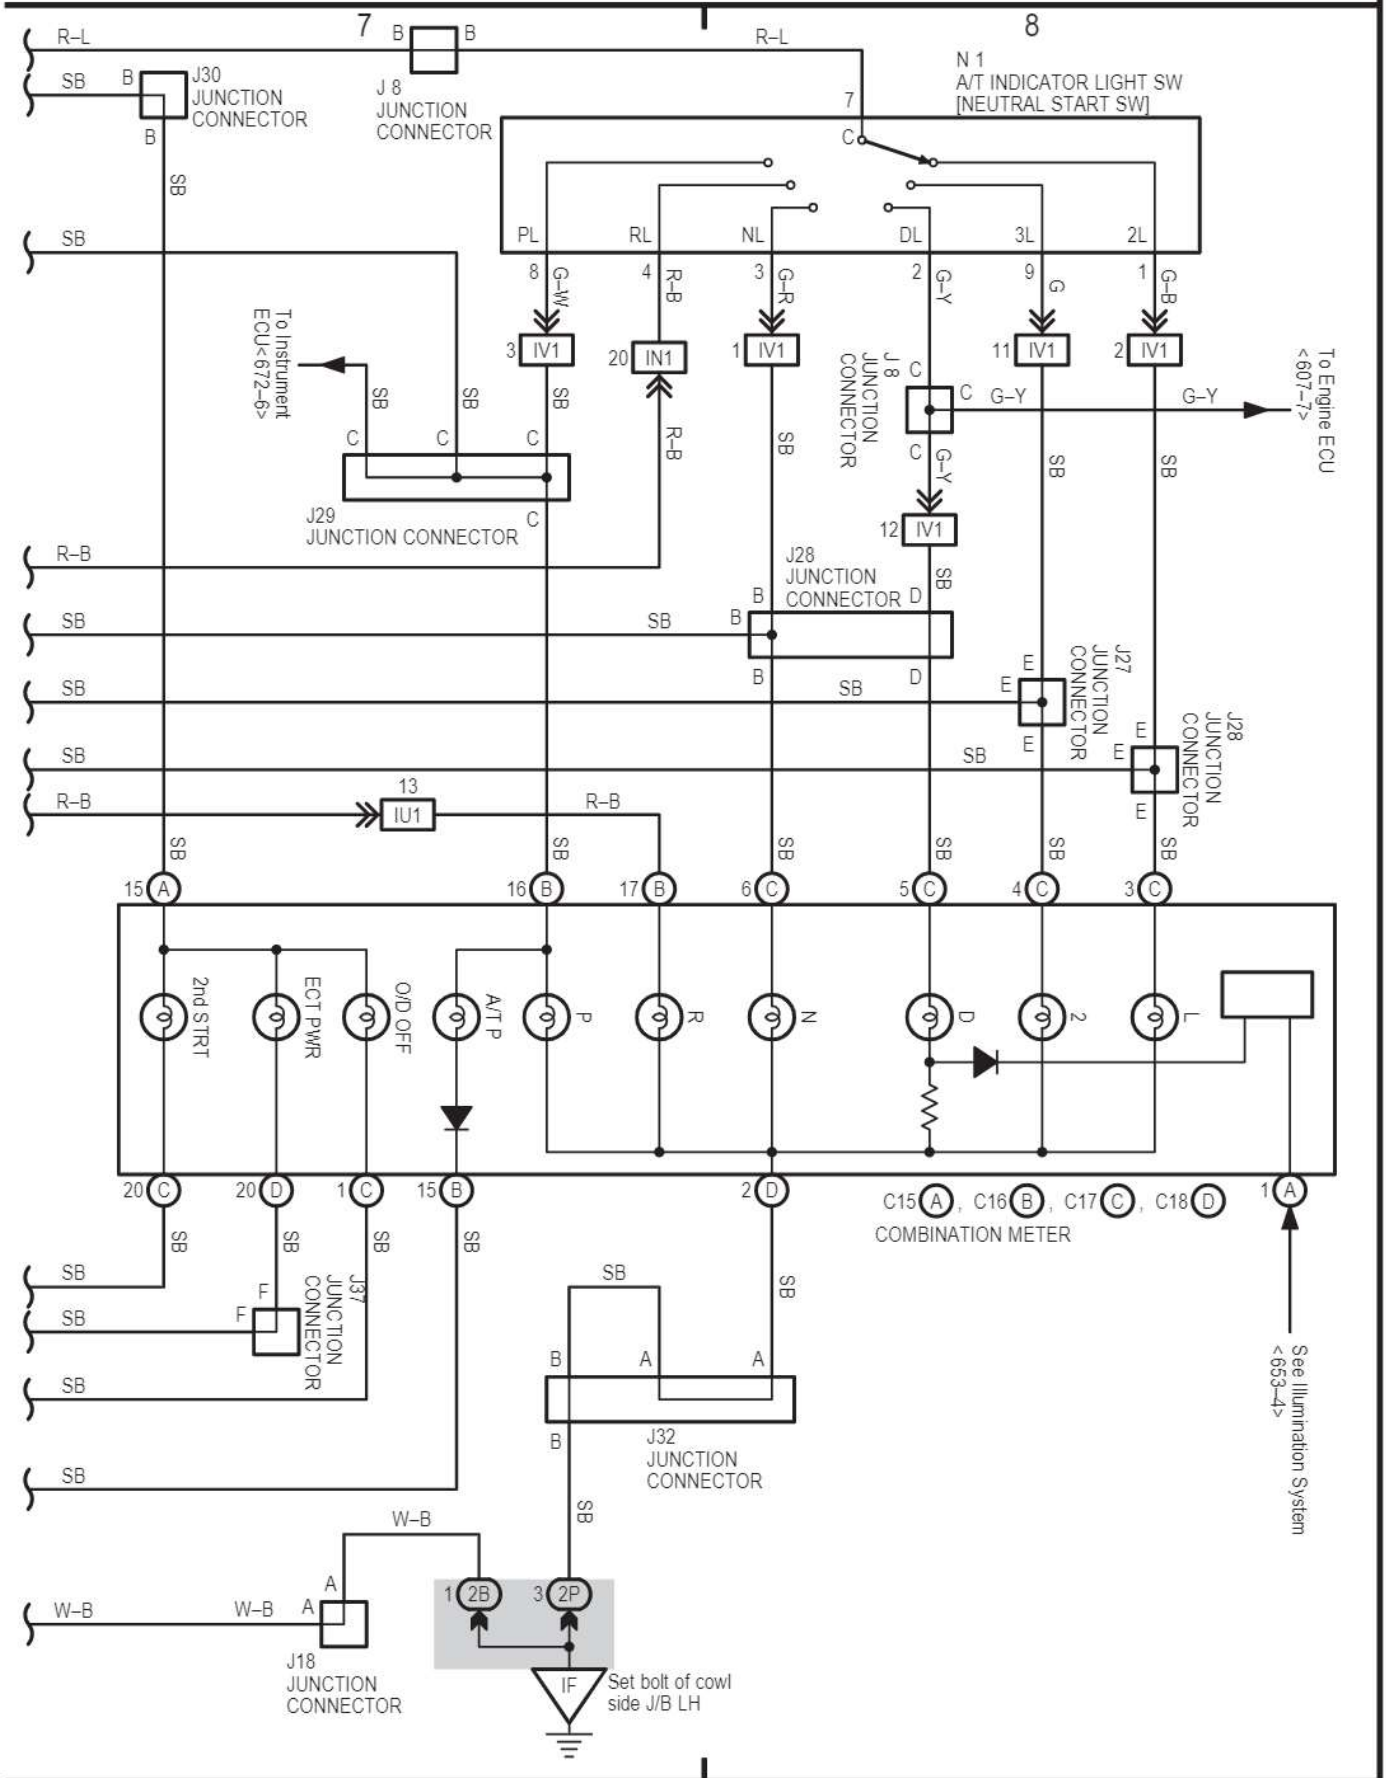 7
8
R–L
B
B
R–L
SB
B
J30
JUNCTION
CONNECTOR
B
J 8
JUNCTION
CONNECTOR
N 1
A/T INDICATOR LIGHT SW
[NEUTRAL START SW]
7
C
SB
SB
PL
RL
NL
DL
3L
2L
8
G–W
4
R–B
3
G–R
2
G–Y
9
G
1
G–B
To Instrument
ECU<672–6>
3
IV1
20
IN1
1
IV1
J 8
JUNCTION
CONNECTOR
C
C
11
IV1
2
IV1
To Engine ECU
<607–7>
SB
SB
SB
R–B
SB
G–Y
G–Y
C
C
C
C
G–Y
SB
SB
J29
JUNCTION CONNECTOR
C
12
IV1
R–B
J28
JUNCTION
CONNECTOR
SB
B
D
SB
SB
B
B
D
J27
JUNCTION
CONNECTOR
E
E
E
SB
SB
J28
JUNCTION
CONNECTOR
E
E
E
SB
SB
R–B
13
IU1
R–B
SB
SB
SB
SB
SB
SB
15
A
16
B
17
B
6
C
5
C
4
C
3
C
2nd STRT
ECT PWR
O/D OFF
A/T P
P
R
N
D
2
L
20
C
20
D
1
C
15
B
2
D
C15
A
, C16
B
, C17
C
, C18
D
COMBINATION METER
1
A
SB
SB
SB
SB
SB
SB
F
F
J37
JUNCTION
CONNECTOR
SB
SB
SB
B
A
A
See Illumination System
<653–4>
B
J32
JUNCTION
CONNECTOR
SB
SB
W–B
1
2B
3
2P
W–B
W–B
A
A
J18
JUNCTION
CONNECTOR
IF
Set bolt of cowl
side J/B LH